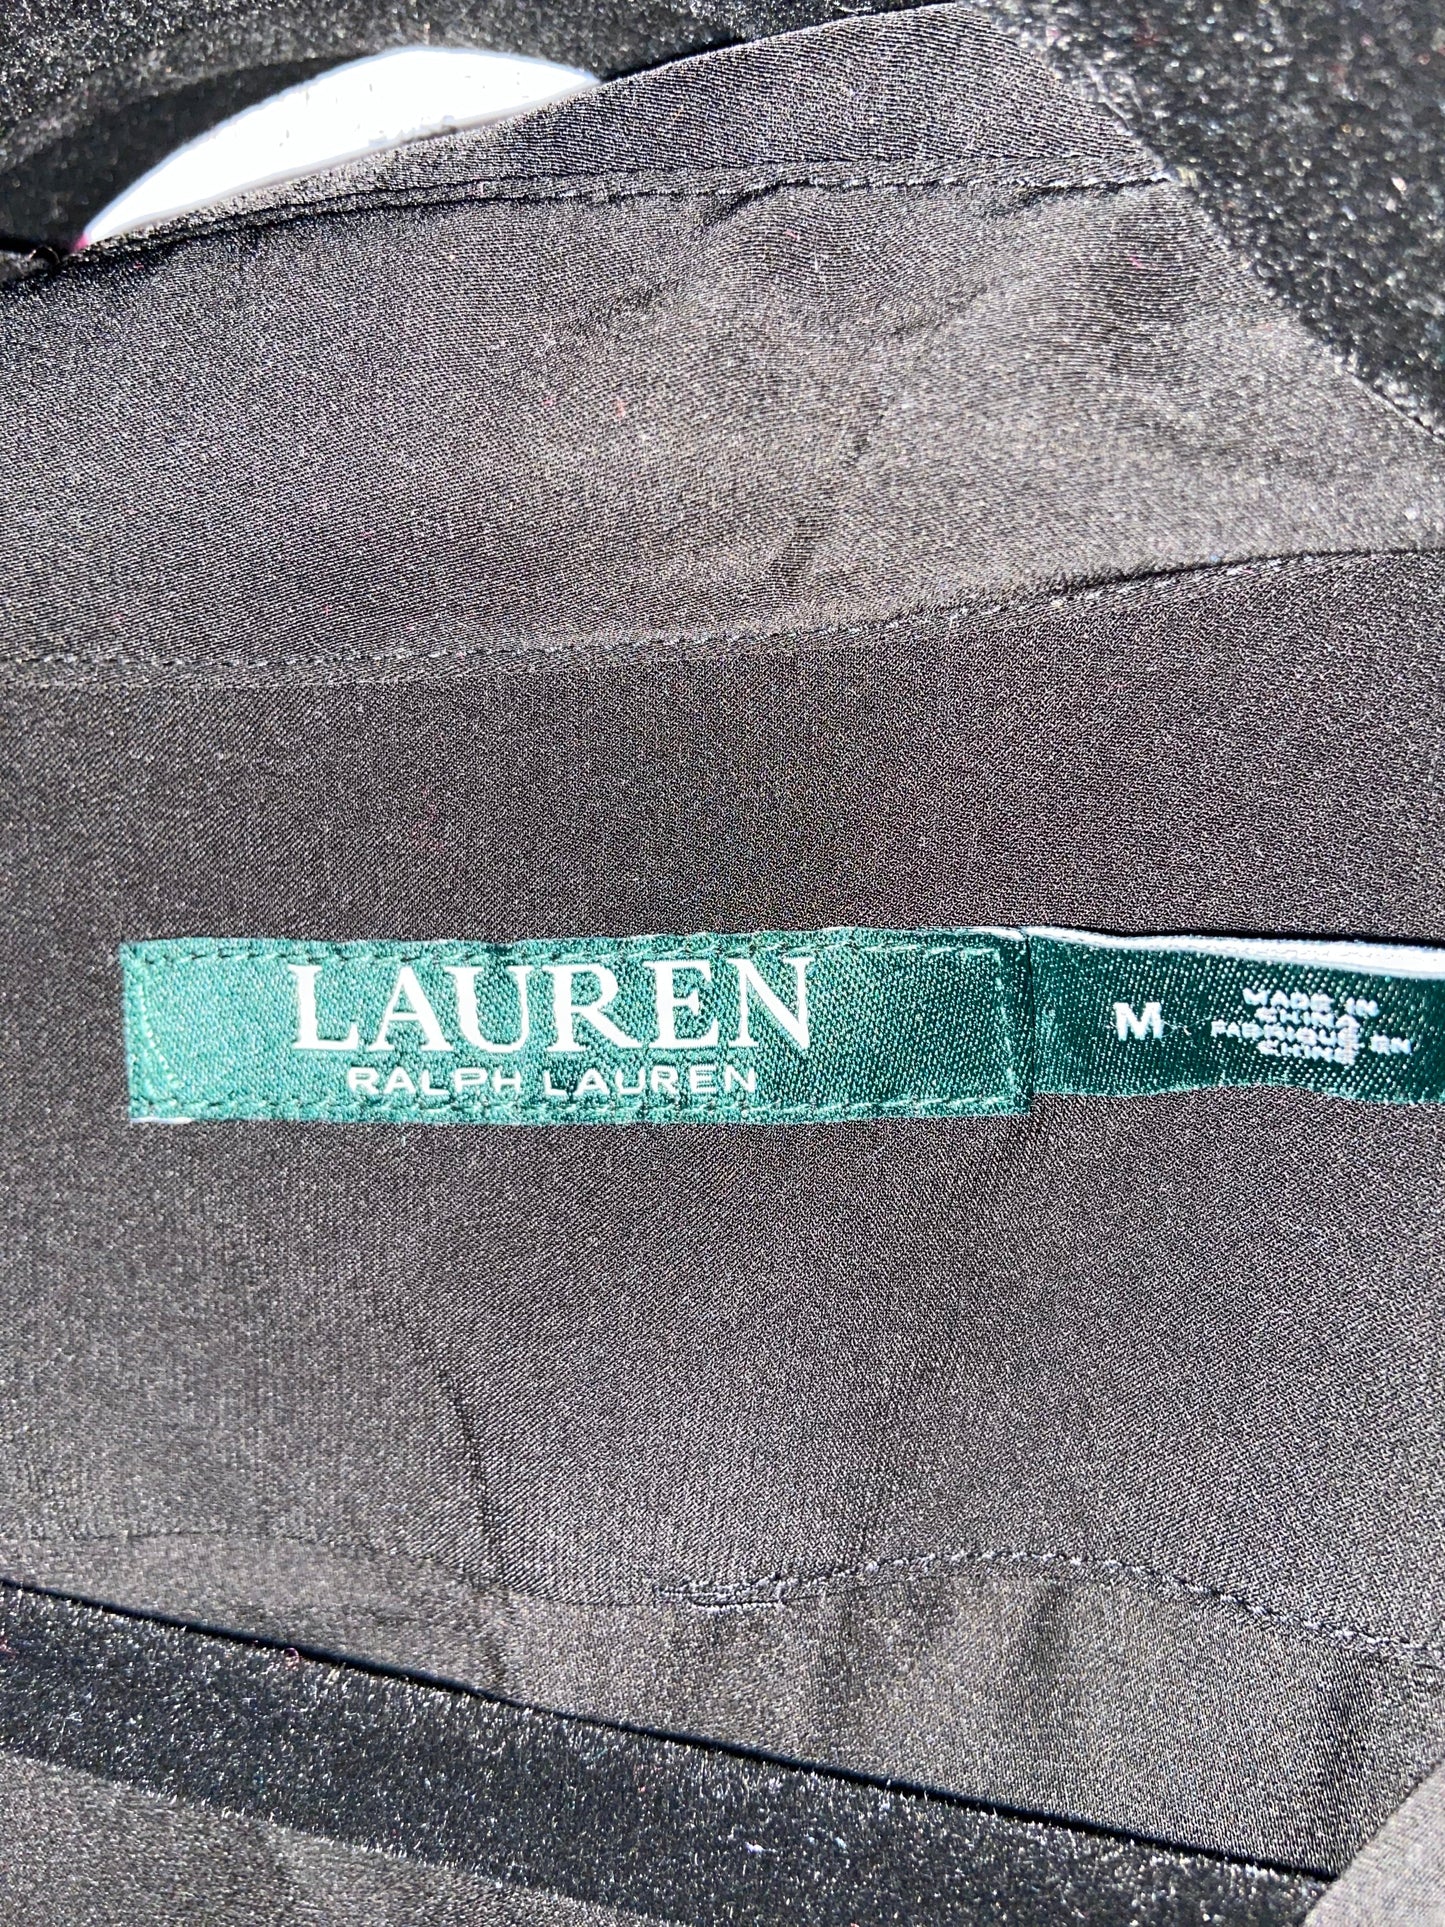 LAUREN
RALPH LAUREN
M
MADE IN
CHINA
FABRIQUÉ EN
CHINE